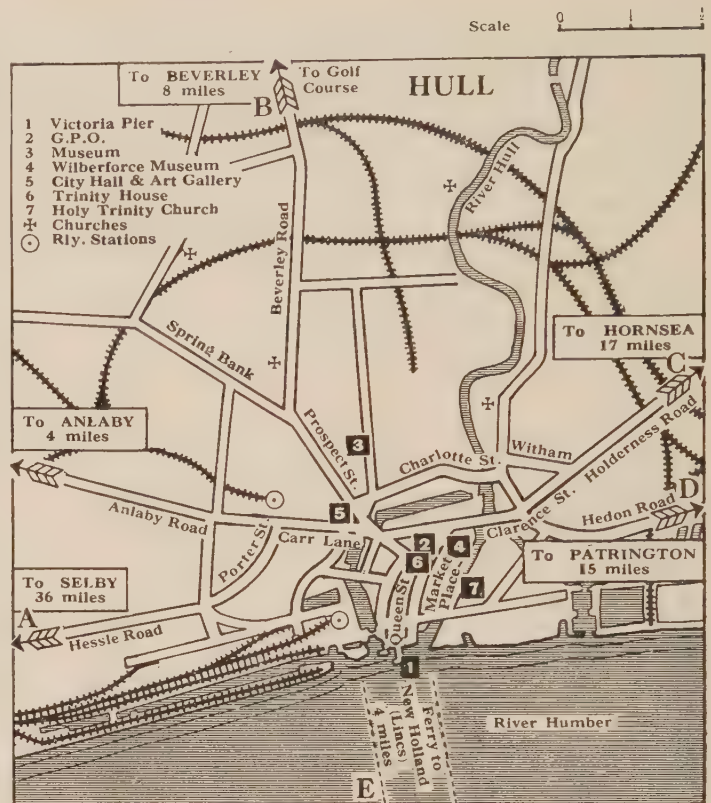 Scale
0 1 2
To BEVERLEY
8 miles
To Golf
Course
HULL
B
1 Victoria Pier
2 G.P.O.
3 Museum
4 Wilberforce Museum
5 City Hall & Art Gallery
6 Trinity House
7 Holy Trinity Church
Churches
Rly. Stations
River Hull
Beverley Road
Spring Bank
To HORNSEA
17 miles
C
To ANLABY
4 miles
Prospect St.
3
Charlotte St.
Witham
Holderness Road
Clarence St.
D
Hedon Road
Anlaby Road
5
Carr Lane
Porter St.
2
4
6
Queen St.
Market
Place
7
To PATRINGTON
15 miles
To SELBY
36 miles
A
Hessle Road
1
Ferry to
New Holland
(Lincs)
4 miles
River Humber
E